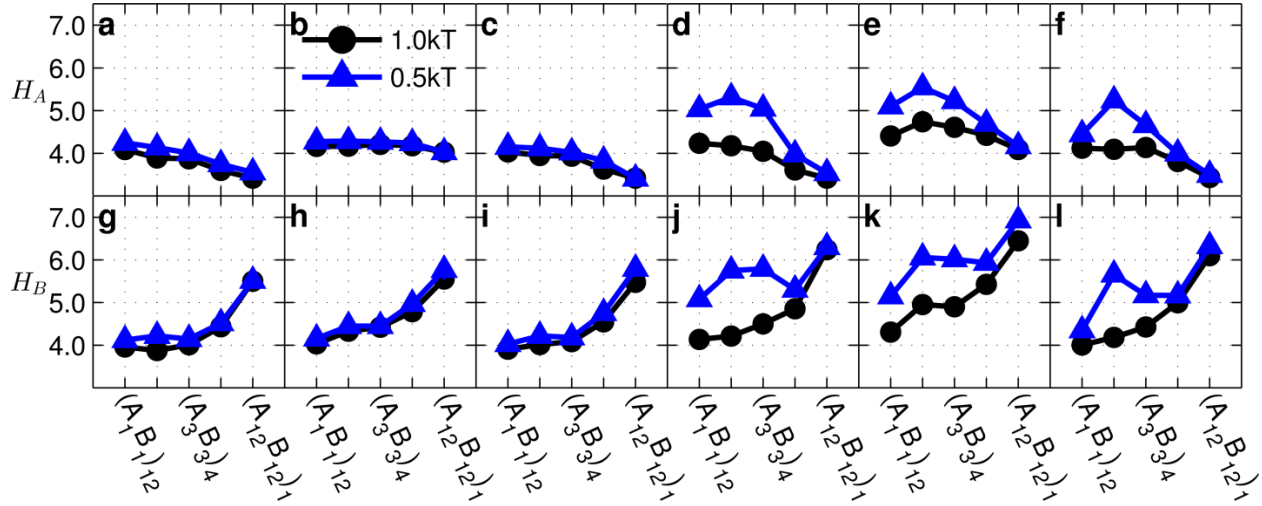 a b c d e f
7.0
6.0
5.0
4.0
H_A
1.0kT
0.5kT
g h i j k l
7.0
6.0
5.0
4.0
H_B
(A₁B₁)₁₂ (A₃B₃)₄ (A₁₂B₁₂)₁ (A₁B₁)₁₂ (A₃B₃)₄ (A₁₂B₁₂)₁ (A₁B₁)₁₂ (A₃B₃)₄ (A₁₂B₁₂)₁ (A₁B₁)₁₂ (A₃B₃)₄ (A₁₂B₁₂)₁ (A₁B₁)₁₂ (A₃B₃)₄ (A₁₂B₁₂)₁ (A₁B₁)₁₂ (A₃B₃)₄ (A₁₂B₁₂)₁